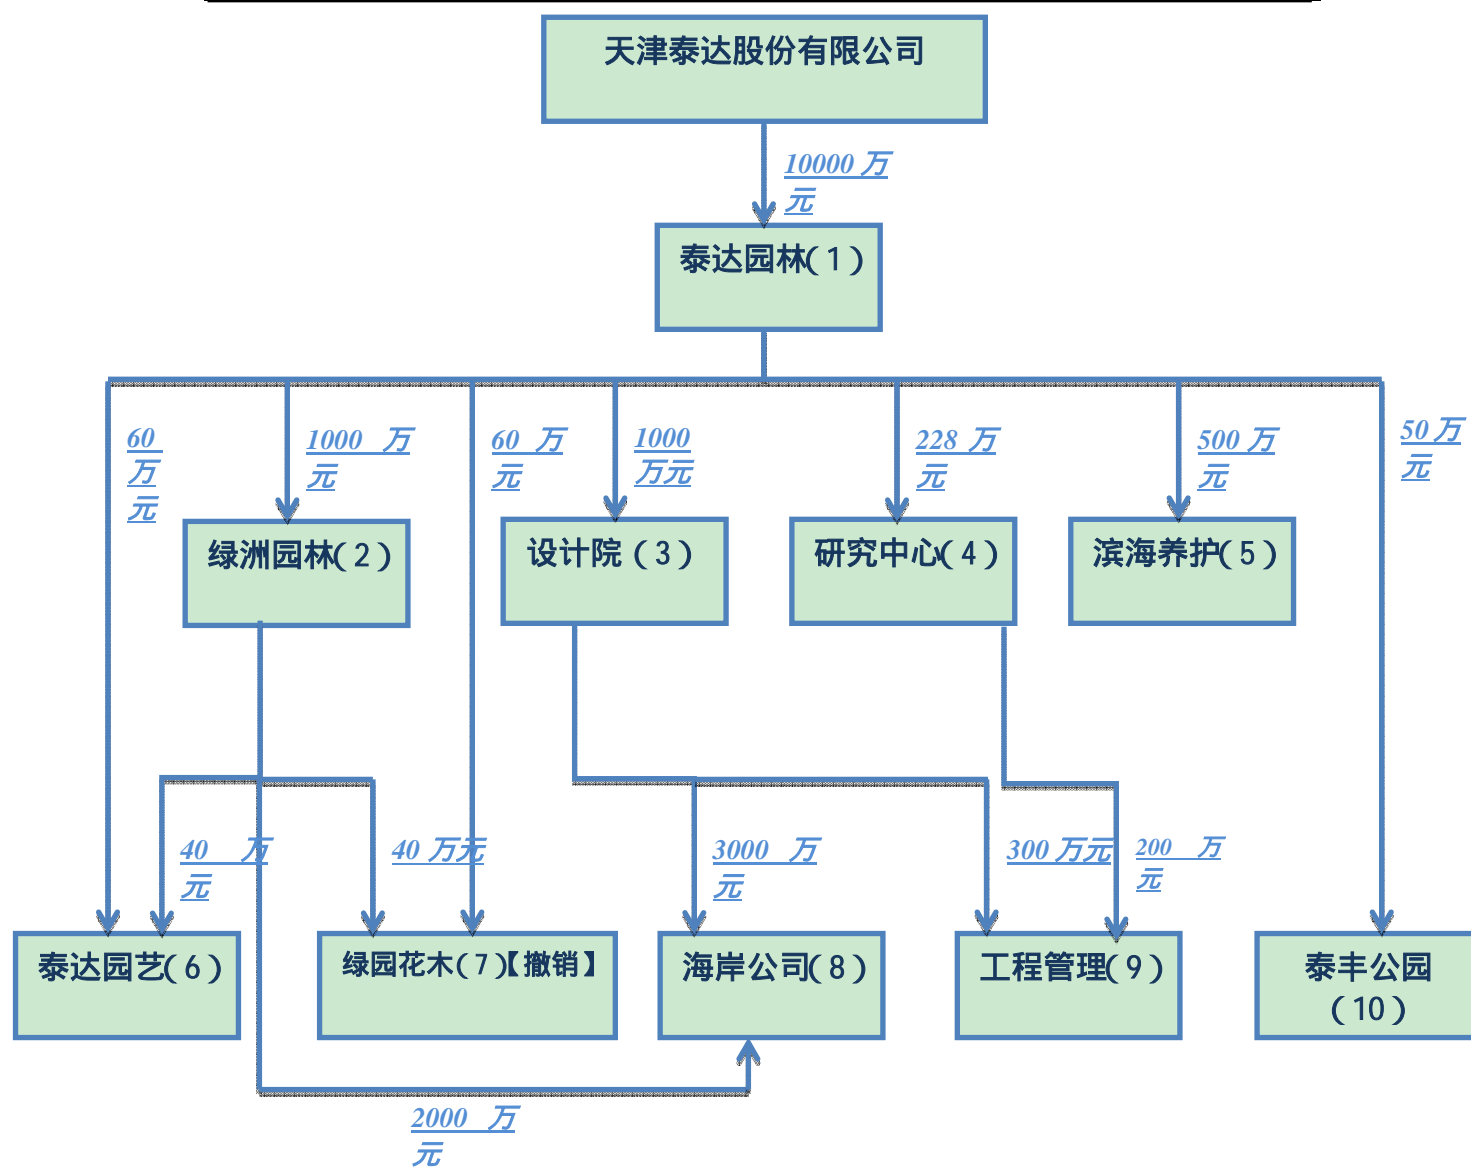 天津泰达股份有限公司
10000 万
元
泰达园林(1)
60
万
元
1000 万
元
60 万
元
1000
万元
228 万
元
500 万
元
50 万
元
绿洲园林(2)
设计院 (3)
研究中心(4)
滨海养护(5)
40 万
元
40 万元
3000 万
元
300 万元
200 万
元
泰达园艺(6)
绿园花木(7)【撤销】
海岸公司(8)
工程管理(9)
泰丰公园
(10)
2000 万
元